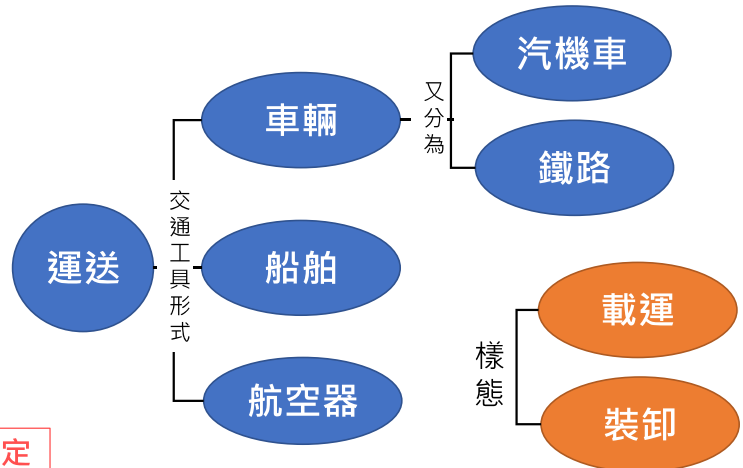 運送
交通工具形式
車輛
又分為
汽機車
鐵路
船舶
航空器
樣態
載運
裝卸
定